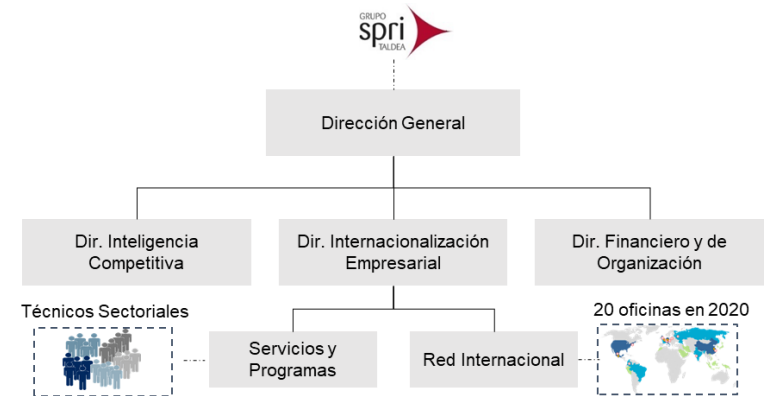 GRUPO
spri
TALDEA
Dirección General
Dir. Inteligencia
Competitiva
Dir. Internacionalización
Empresarial
Dir. Financiero y de
Organización
Técnicos Sectoriales
20 oficinas en 2020
Servicios y
Programas
Red Internacional